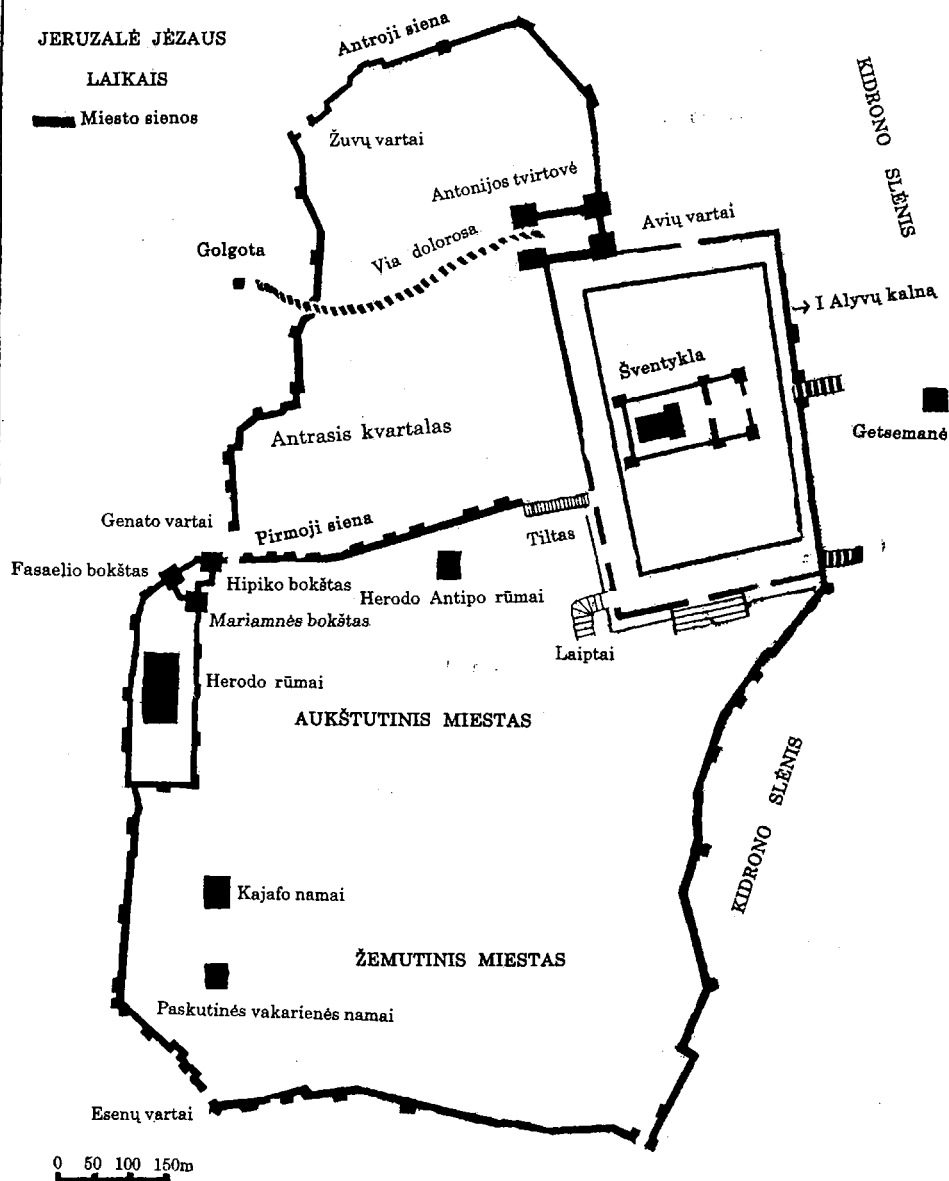 JERUZALĖ JĖZAUS
LAIKAIS
Miesto sienos
Antroji siena
KIDRONO SLĖNIS
Žuvų vartai
Antonijos tvirtovė
Avių vartai
Golgota
Via dolorosa
I Alyvų kalną
Šventykla
Getsemanė
Antrasis kvartalas
Genato vartai
Pirmoji siena
Tiltas
Fasaelio bokštas
Hipiko bokštas
Herodo Antipo rūmai
Mariamnės bokštas
Laiptai
Herodo rūmai
AUKŠTUTINIS MIESTAS
KIDRONO SLĖNIS
Kajafo namai
ŽEMUTINIS MIESTAS
Paskutinės vakarienės namai
Esenų vartai
0 50 100 150m